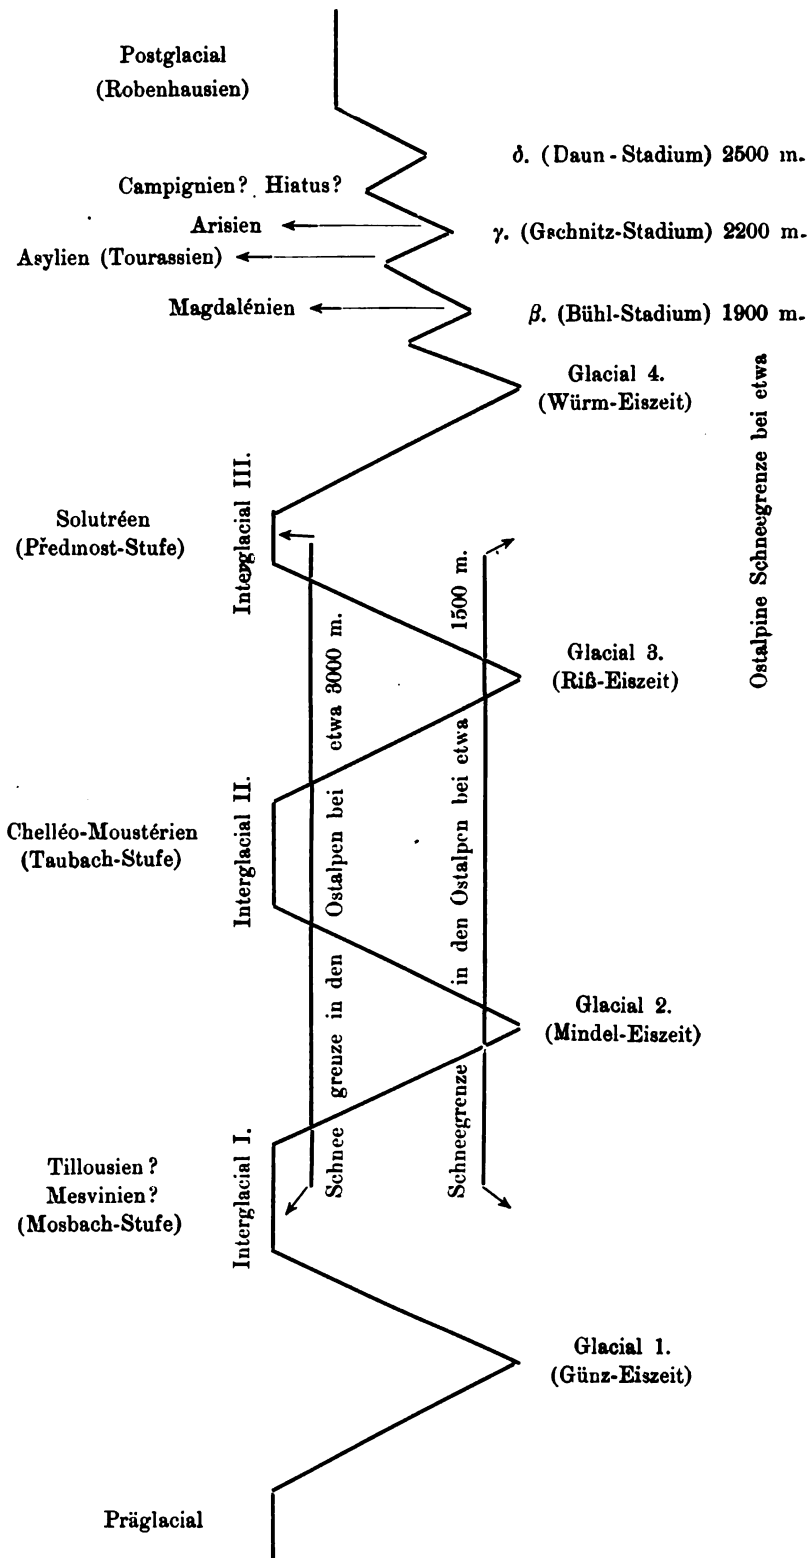 Postglacial
(Robenhausien)
δ. (Daun-Stadium) 2500 m.
Campignien? Hiatus?
Arisien
γ. (Gschnitz-Stadium) 2200 m.
Asylien (Tourassien)
Magdalénien
β. (Bühl-Stadium) 1900 m.
Glacial 4.
(Würm-Eiszeit)
Ostalpine Schneegrenze bei etwa
Interglacial III.
Solutréen
(Předmost-Stufe)
Schneegrenze in den Ostalpen bei etwa 3000 m.
Schneegrenze in den Ostalpen bei etwa 1500 m.
Glacial 3.
(Riß-Eiszeit)
Interglacial II.
Chelléo-Moustérien
(Taubach-Stufe)
Glacial 2.
(Mindel-Eiszeit)
Interglacial I.
Tillousien?
Mesvinien?
(Mosbach-Stufe)
Glacial 1.
(Günz-Eiszeit)
Präglacial